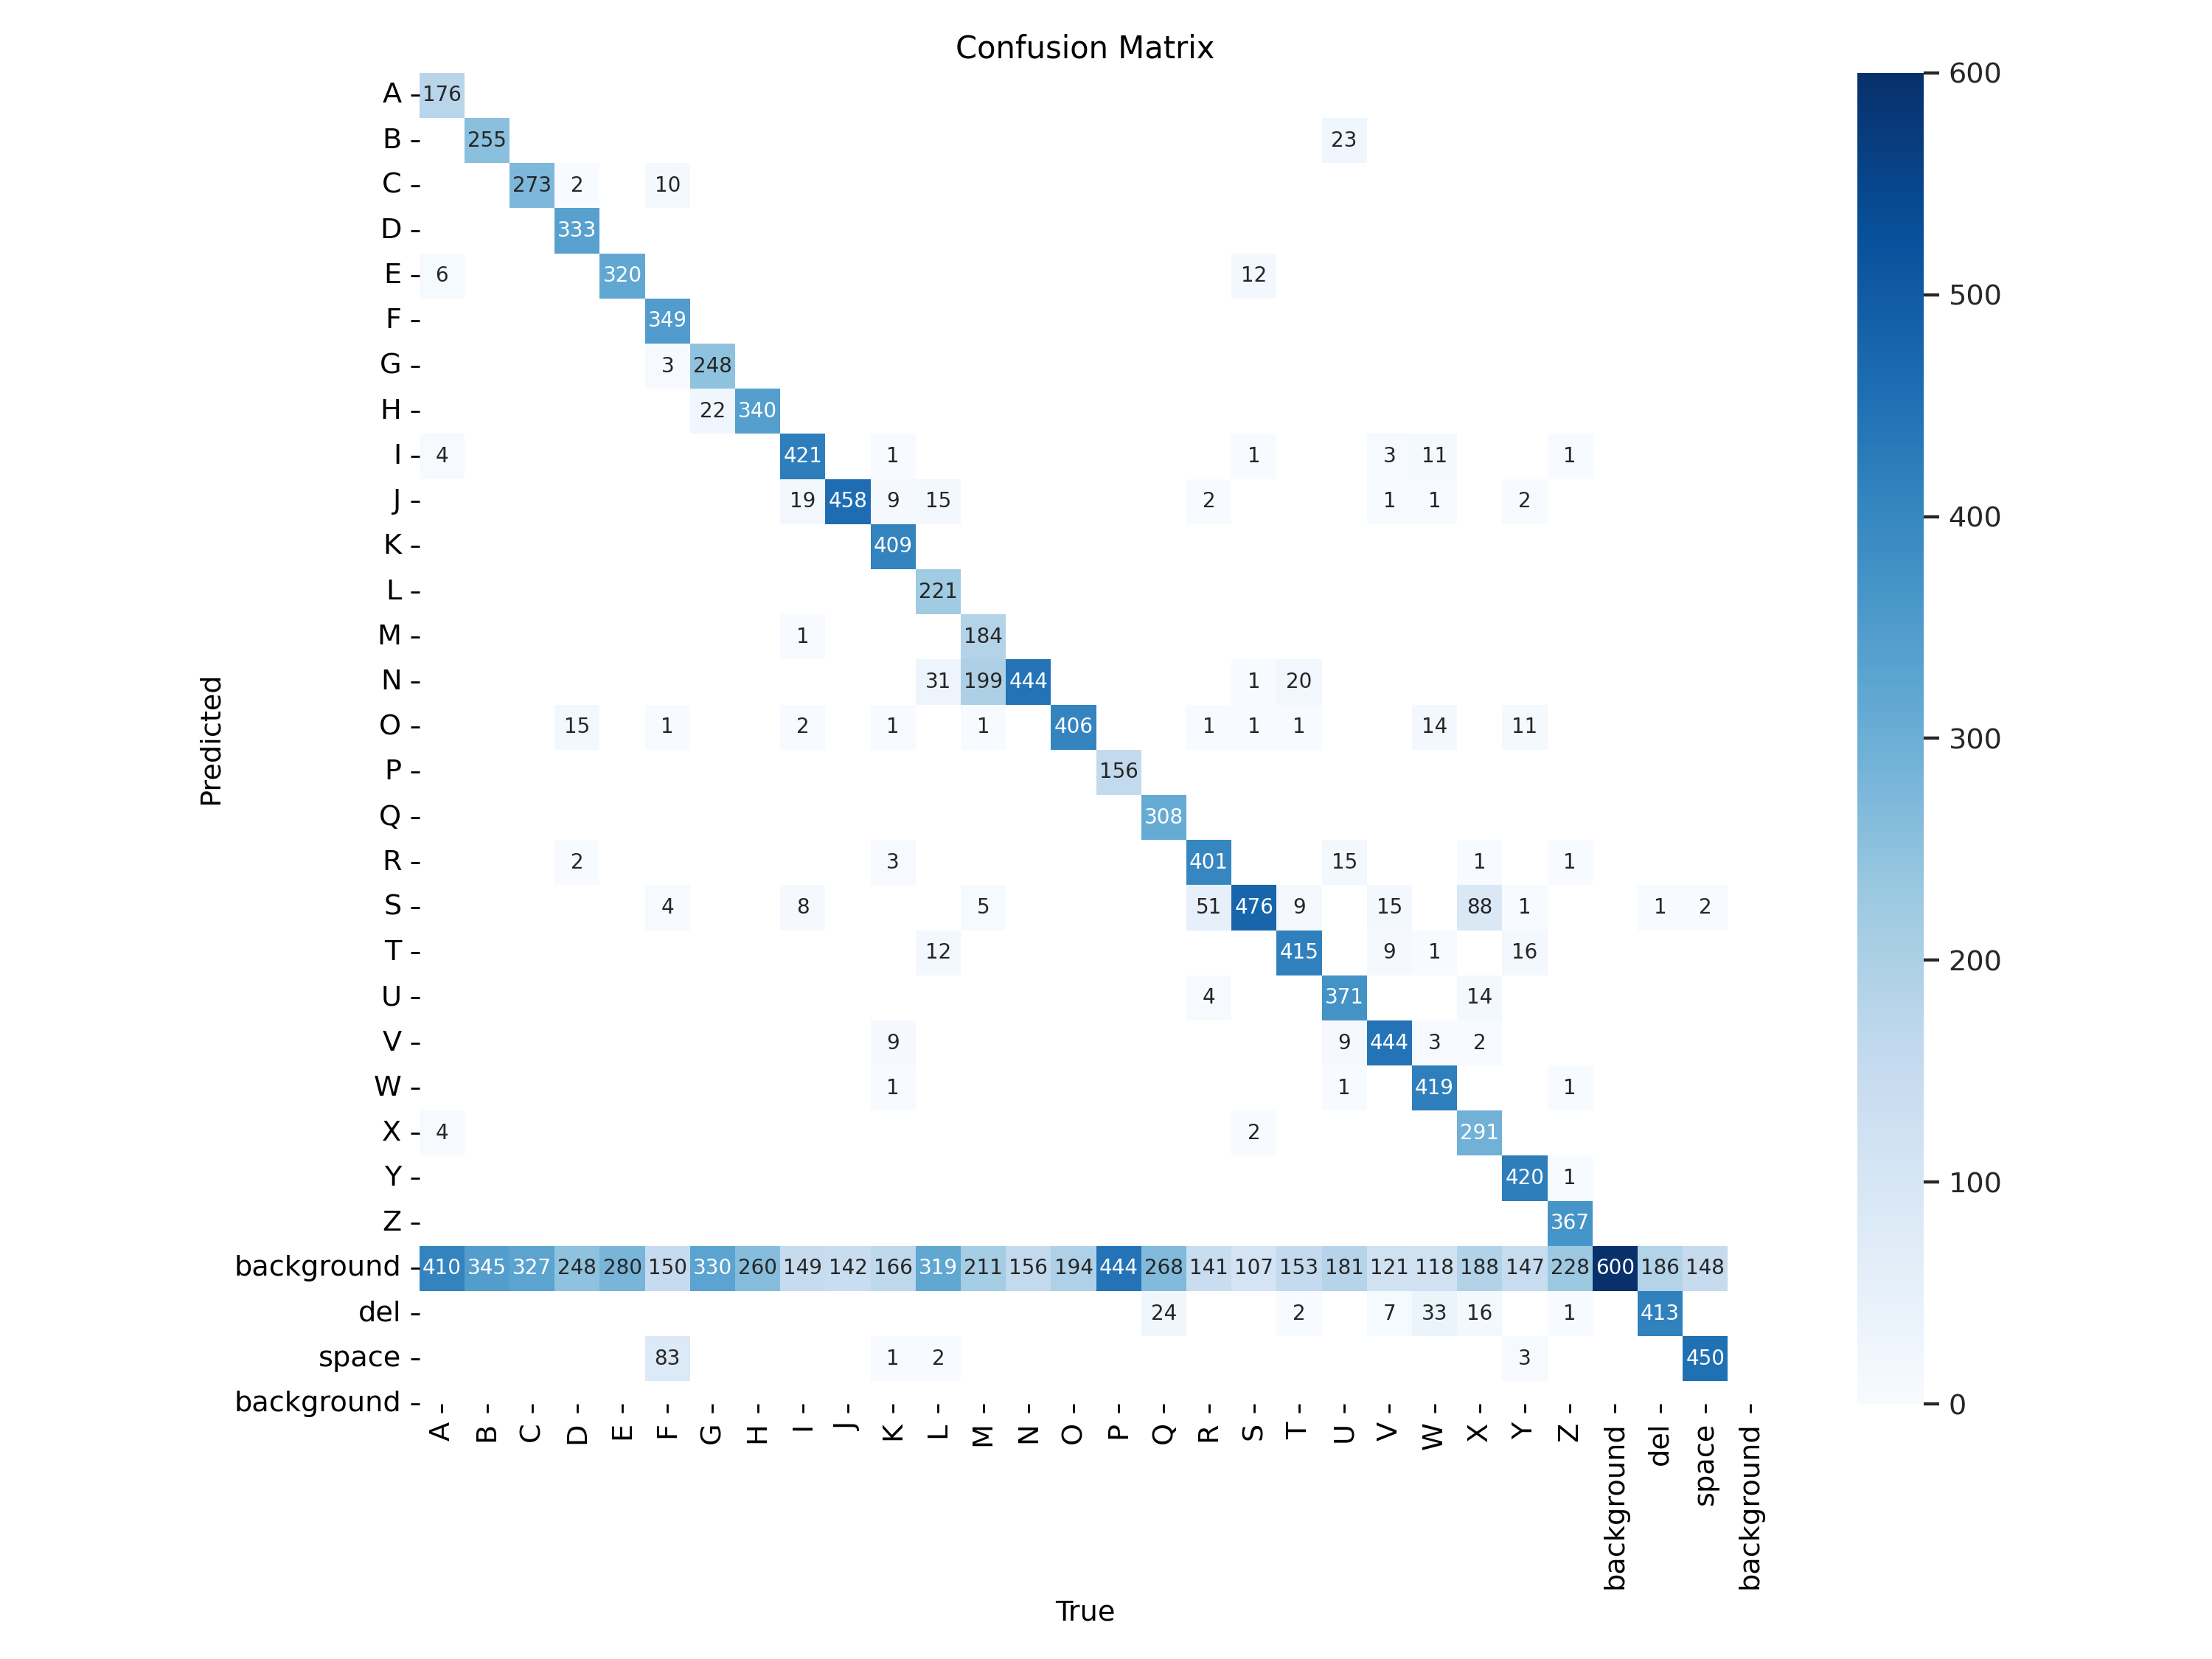 Confusion Matrix
A 176
B 255 23
C 273 2 10
D 333
E 6 320 12
F 349
G 3 248
H 22 340
I 4 421 1 1 3 11 1
J 19 458 9 15 2 1 1 2
K 409
L 221
M 1 184
N 31 199 444 1 20
O 15 1 2 1 1 406 1 1 1 14 11
P 156
Q 308
R 2 3 401 15 1 1
S 4 8 5 51 476 9 15 88 1 1 2
T 12 415 9 1 16
U 4 371 14
V 9 9 444 3 2
W 1 1 419 1
X 4 2 291
Y 420 1
Z 367
background 410 345 327 248 280 150 330 260 149 142 166 319 211 156 194 444 268 141 107 153 181 121 118 188 147 228 600 186 148
del 24 2 7 33 16 1 413
space 83 1 2 3 450
background
A B C D E F G H I J K L M N O P Q R S T U V W X Y Z background del space background
Predicted
True
600
500
400
300
200
100
0